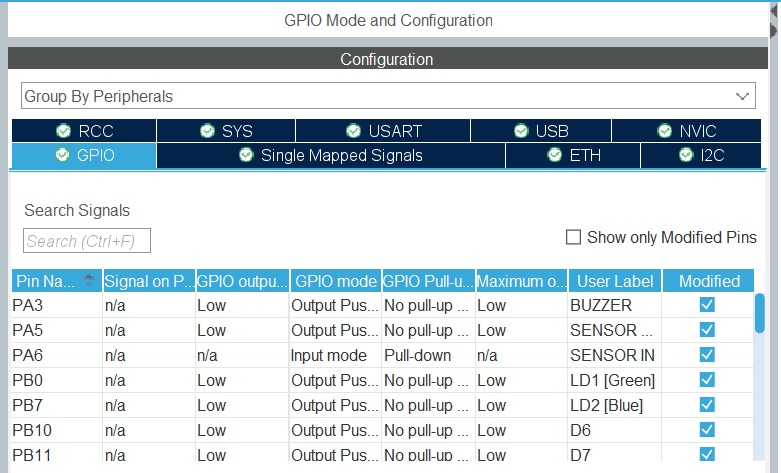 GPIO Mode and Configuration
Configuration
Group By Peripherals
RCC SYS USART USB NVIC
GPIO Single Mapped Signals ETH I2C
Search Signals
Search (Ctrl+F)
Show only Modified Pins
Pin Na... Signal on P... GPIO outpu... GPIO mode GPIO Pull-u... Maximum o... User Label Modified
PA3 n/a Low Output Pus... No pull-up ... Low BUZZER
PA5 n/a Low Output Pus... No pull-up ... Low SENSOR ...
PA6 n/a n/a Input mode Pull-down n/a SENSOR IN
PB0 n/a Low Output Pus... No pull-up ... Low LD1 [Green]
PB7 n/a Low Output Pus... No pull-up ... Low LD2 [Blue]
PB10 n/a Low Output Pus... No pull-up ... Low D6
PB11 n/a Low Output Pus... No pull-up ... Low D7